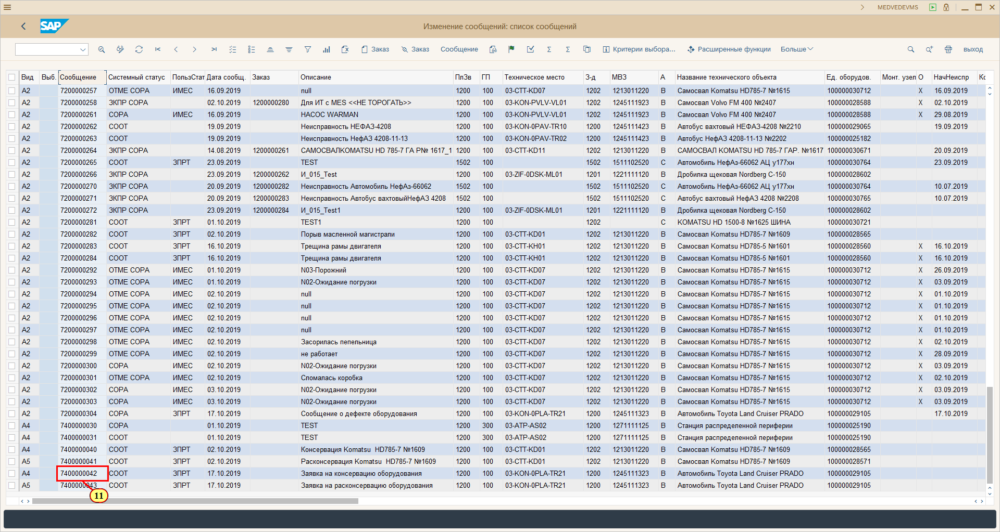 MEDVEDEVMS
SAP
Изменение сообщений: список сообщений
Заказ Заказ Сообщение Критерии выбора... Расширенные функции Больше выход
Вид Выб. Сообщение Системный статус ПользСтат Дата сообщ. Заказ Описание ПлЗв ГП Техническое место З-д МВЗ A Название технического объекта Ед. оборудов. Монт. узел О НачНеиспр Кс
A2 7200000257 ОТМЕ СОРА ИМЕС 16.09.2019 null 1200 100 03-CTT-KD07 1202 1213011220 B Самосвал Komatsu HD785-7 №1615 100000030712 X 16.09.2019
A2 7200000258 ЗКПР СОРА 02.10.2019 1200000280 Для ИТ с MES <<НЕ ТОРОГАТЬ>> 1200 100 03-KON-PVLV-VL01 1202 1245111923 B Самосвал Volvo FM 400 №2407 100000028588 X 02.10.2019
A2 7200000261 СОРА ИМЕС 16.09.2019 НАСОС WARMAN 1200 100 03-KON-PVLV-VL01 1202 1245111923 B Самосвал Volvo FM 400 №2407 100000028588 X 29.08.2019
A2 7200000262 СООТ 19.09.2019 Неисправность НЕФАЗ-4208 1200 100 03-KON-0PAV-TR10 1200 1245111423 B Автобус вахтовый НЕФАЗ-4208 №2210 100000029065 19.09.2019
A2 7200000263 СООТ 19.09.2019 Неисправность НефАЗ 4208-11-13 1200 100 03-KON-0PAV-TR02 1200 1245111423 B Автобус НефАЗ 4208-11-13 №2202 100000025182
A2 7200000264 ЗКПР СОРА 14.08.2019 1200000261 САМОСВАЛKOMATSU HD 785-7 ГА Р№ 1617_1 1200 100 03-CTT-KD11 1202 1213011220 B САМОСВАЛ KOMATSU HD 785-7 ГАР. №1617 100000030671 20.09.2019
A2 7200000265 СООТ ЗПРТ 23.09.2019 TEST 1502 100 1502 1511102520 C Автомобиль НефАз-66062 АЦ у177хн 100000030764 23.09.2019
A2 7200000266 ЗКПР СОРА 23.09.2019 1200000262 И_015_Test 1200 100 03-ZIF-0DSK-ML01 1201 1221111120 B Дробилка щековая Nordberg C-150 100000028602
A2 7200000270 ЗКПР СОРА 20.09.2019 1200000282 Неисправность Автомобиль НефАз-66062 1502 100 1502 1511102520 C Автомобиль НефАз-66062 АЦ у177хн 100000030764 10.07.2019
A2 7200000271 ЗКПР СОРА 20.09.2019 1200000283 Неисправность Автобус вахтовыйНефАЗ 4208 1502 100 1502 1511102520 C Автобус вахтовый НефАЗ 4208 №2208 100000030765 10.07.2019
A2 7200000272 ЗКПР СОРА 23.09.2019 1200000284 И_015_Test1 1200 100 03-ZIF-0DSK-ML01 1201 1221111120 B Дробилка щековая Nordberg C-150 100000028602
A2 7200000281 СООТ ЗПРТ 01.10.2019 TEST1 1200 100 1202 C KOMATSU HD 1500-8 №1625 ШИНА 100000030721
A2 7200000282 СООТ ЗПРТ 02.10.2019 Порыв масленной магистрали 1200 100 03-CTT-KD01 1202 1213011220 B Самосвал Komatsu HD785-7 №1609 100000028565
A2 7200000283 СООТ ЗПРТ 16.10.2019 Трещина рамы двигателя 1200 100 03-CTT-KH01 1202 1213011220 B Самосвал Komatsu HD785-5 №1601 100000028560 X 16.10.2019
A2 7200000284 СООТ ЗПРТ 16.10.2019 Трещина рамы двигателя 1200 100 03-CTT-KH01 1202 1213011220 B Самосвал Komatsu HD785-5 №1601 100000028560 X 16.10.2019
A2 7200000292 ОТМЕ СОРА ИМЕС 01.10.2019 N03-Порожний 1200 100 03-CTT-KD07 1202 1213011220 B Самосвал Komatsu HD785-7 №1615 100000030712 X 26.09.2019
A2 7200000293 ОТМЕ СОРА ИМЕС 01.10.2019 N02-Ожидание погрузки 1200 100 03-CTT-KD07 1202 1213011220 B Самосвал Komatsu HD785-7 №1615 100000030712 X 03.09.2019
A2 7200000294 ОТМЕ СОРА ИМЕС 02.10.2019 null 1200 100 03-CTT-KD07 1202 1213011220 B Самосвал Komatsu HD785-7 №1615 100000030712 X 01.10.2019
A2 7200000295 ОТМЕ СОРА ИМЕС 02.10.2019 null 1200 100 03-CTT-KD07 1202 1213011220 B Самосвал Komatsu HD785-7 №1615 100000030712 X 01.10.2019
A2 7200000296 ОТМЕ СОРА ИМЕС 02.10.2019 null 1200 100 03-CTT-KD07 1202 1213011220 B Самосвал Komatsu HD785-7 №1615 100000030712 X 01.10.2019
A2 7200000297 ОТМЕ СОРА ИМЕС 02.10.2019 null 1200 100 03-CTT-KD07 1202 1213011220 B Самосвал Komatsu HD785-7 №1615 100000030712 X 01.10.2019
A2 7200000298 ОТМЕ СОРА ИМЕС 02.10.2019 Засорилась пепельница 1200 100 03-CTT-KD07 1202 1213011220 B Самосвал Komatsu HD785-7 №1615 100000030712 X 02.10.2019
A2 7200000299 ОТМЕ СОРА ИМЕС 02.10.2019 не работает 1200 100 03-CTT-KD07 1202 1213011220 B Самосвал Komatsu HD785-7 №1615 100000030712 X 28.09.2019
A2 7200000300 СОРА ИМЕС 02.10.2019 N02-Ожидание погрузки 1200 100 03-CTT-KD07 1202 1213011220 B Самосвал Komatsu HD785-7 №1615 100000030712 X 03.09.2019
A2 7200000301 ОТМЕ СОРА ИМЕС 02.10.2019 Сломалась коробка 1200 100 03-CTT-KD07 1202 1213011220 B Самосвал Komatsu HD785-7 №1615 100000030712 X 02.10.2019
A2 7200000302 СОРА ИМЕС 03.10.2019 N02-Ожидание погрузки 1200 100 03-CTT-KD07 1202 1213011220 B Самосвал Komatsu HD785-7 №1615 100000030712 X 03.09.2019
A2 7200000303 СОРА ИМЕС 03.10.2019 N02-Ожидание погрузки 1200 100 03-CTT-KD07 1202 1213011220 B Самосвал Komatsu HD785-7 №1615 100000030712 X 03.09.2019
A2 7200000304 СОРА ЗПРТ 17.10.2019 Сообщение о дефекте оборудования 1200 100 03-KON-0PLA-TR21 1200 1245111323 B Автомобиль Toyota Land Cruiser PRADO 100000029105 17.10.2019
A4 7400000030 СОРА 01.10.2019 TEST 1200 300 03-ATP-AS02 1200 1271111125 B Станция распределенной периферии 100000025190
A4 7400000031 СООТ 01.10.2019 TEST 1200 300 03-ATP-AS02 1200 1271111125 B Станция распределенной периферии 100000025190
A4 7400000040 СООТ ЗПРТ 02.10.2019 Консервация Komatsu HD785-7 №1609 1200 100 03-CTT-KD01 1202 1213011220 B Самосвал Komatsu HD785-7 №1609 100000028565
A5 7400000041 СООТ ЗПРТ 02.10.2019 Расконсервация Komatsu HD785-7 №1609 1200 100 03-CTT-KD01 1202 1213011220 B Самосвал Komatsu HD785-7 №1609 100000028571
A4 7400000042 СООТ ЗПРТ 17.10.2019 Заявка на консервацию оборудования 1200 100 03-KON-0PLA-TR21 1200 1245111323 B Автомобиль Toyota Land Cruiser PRADO 100000029105
A5 7400000043 СООТ ЗПРТ 17.10.2019 Заявка на расконсервацию оборудования 1200 100 03-KON-0PLA-TR21 1200 1245111323 B Автомобиль Toyota Land Cruiser PRADO 100000029105
11